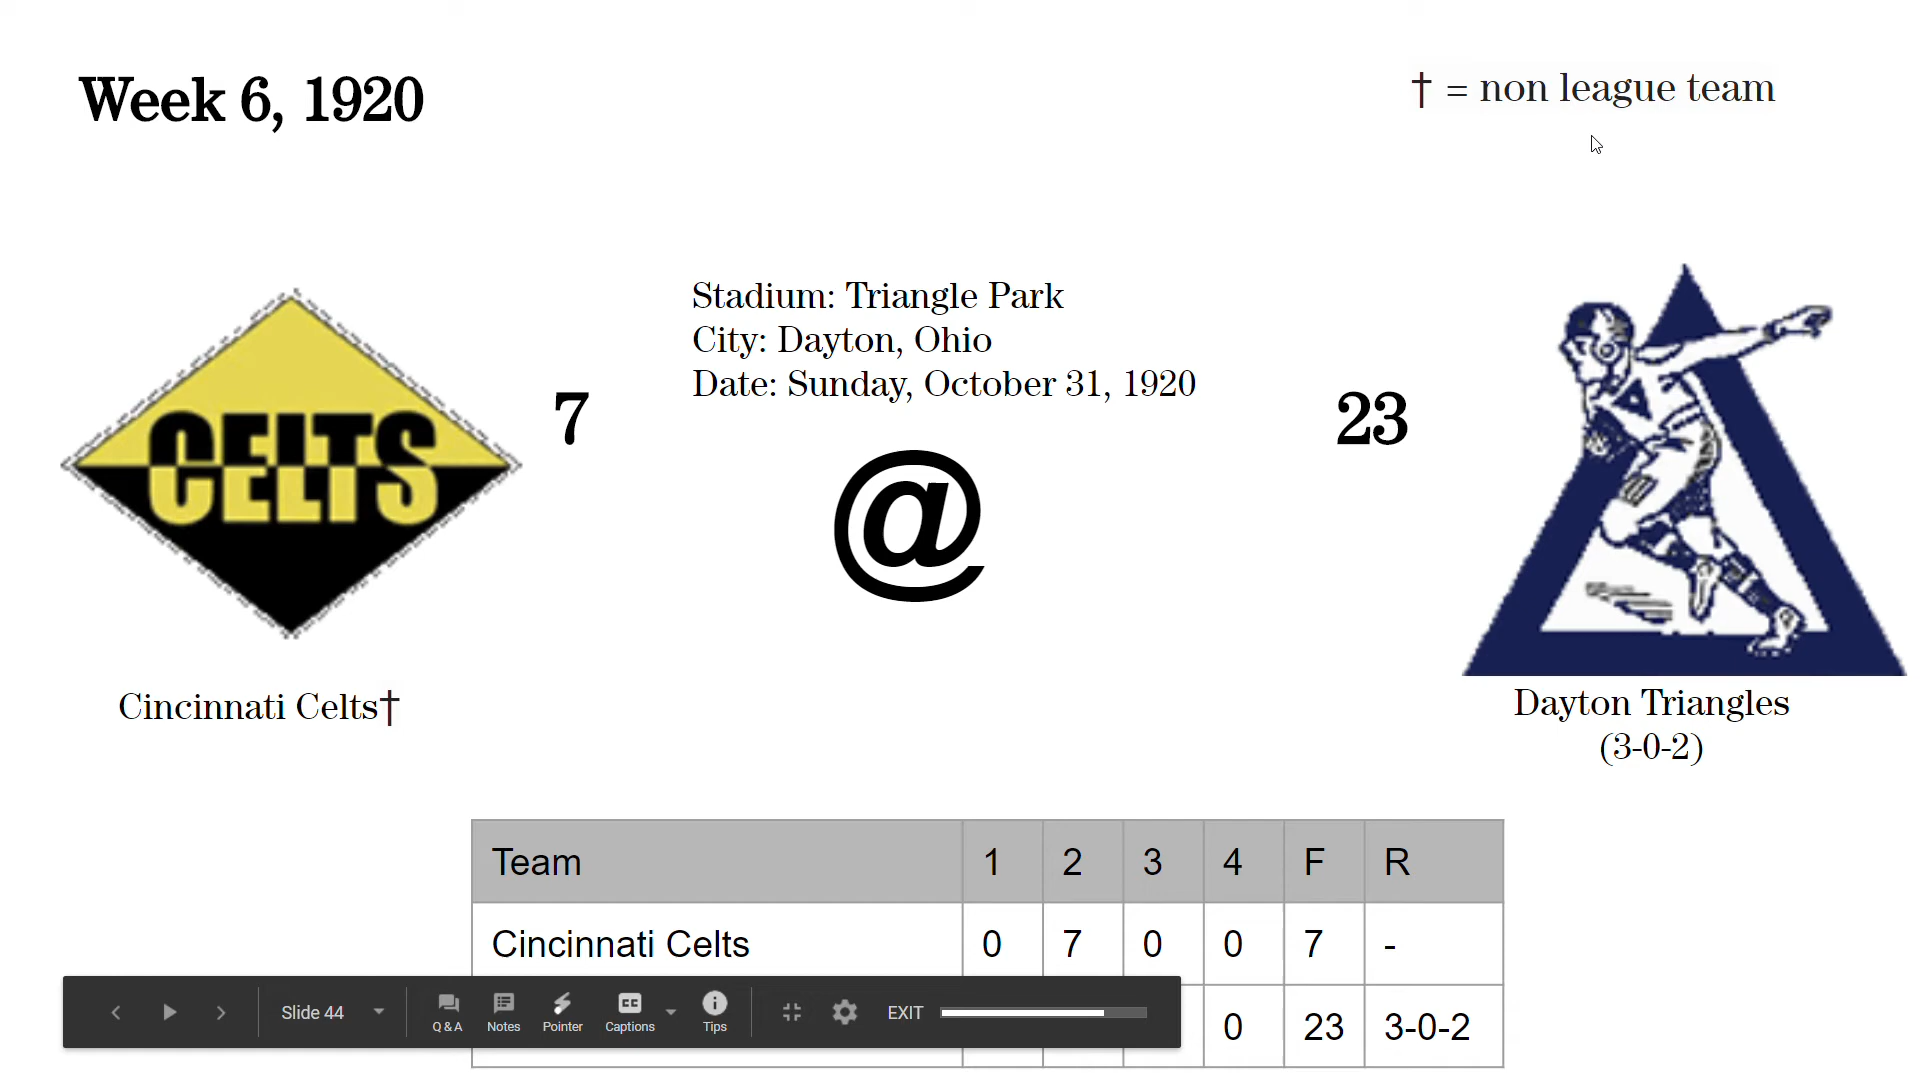 Week 6, 1920
† = non league team
Stadium: Triangle Park
City: Dayton, Ohio
Date: Sunday, October 31, 1920
7
23
@
CELTS
Cincinnati Celts†
Dayton Triangles
(3-0-2)
Team 1 2 3 4 F R
Cincinnati Celts 0 7 0 0 7 -
0 23 3-0-2
Slide 44 Q & A Notes Pointer CC Captions Tips EXIT